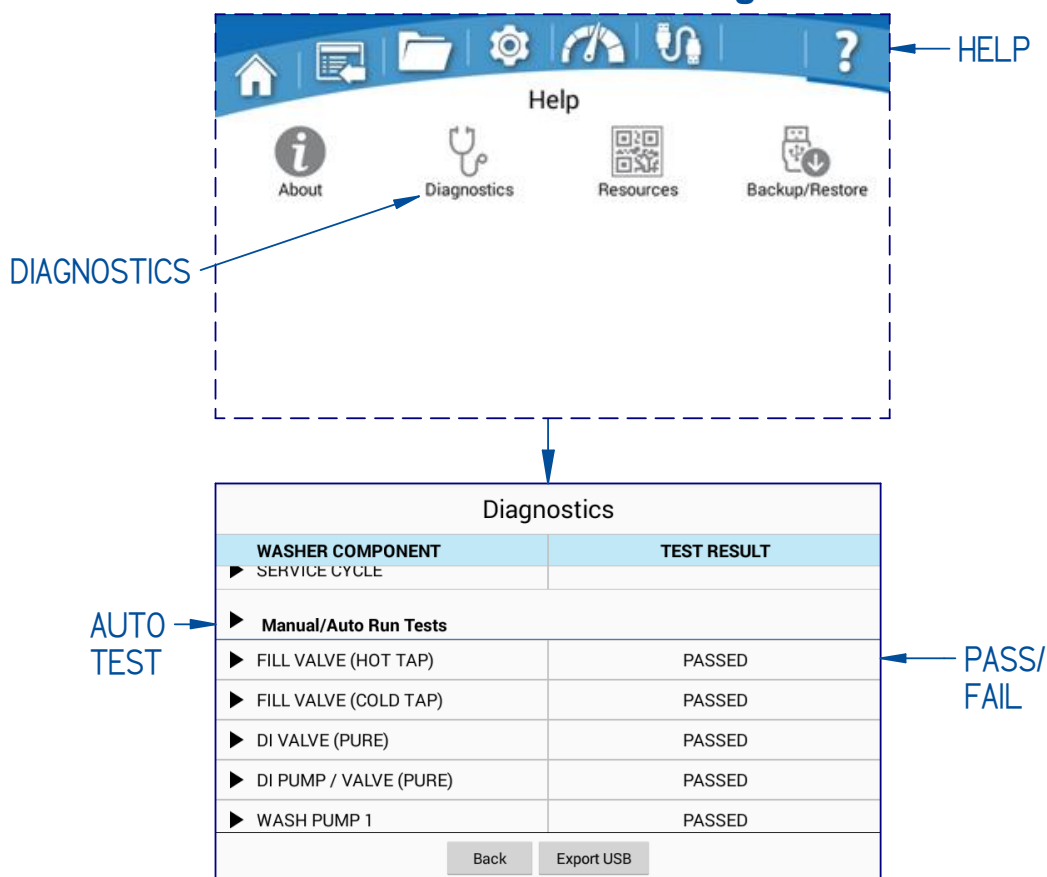 ?
HELP
Help
i
About
Diagnostics
Resources
Backup/Restore
DIAGNOSTICS
Diagnostics
WASHER COMPONENT TEST RESULT
SERVICE CYCLE
AUTO
TEST
Manual/Auto Run Tests
FILL VALVE (HOT TAP) PASSED
PASS/
FAIL
FILL VALVE (COLD TAP) PASSED
DI VALVE (PURE) PASSED
DI PUMP / VALVE (PURE) PASSED
WASH PUMP 1 PASSED
Back Export USB